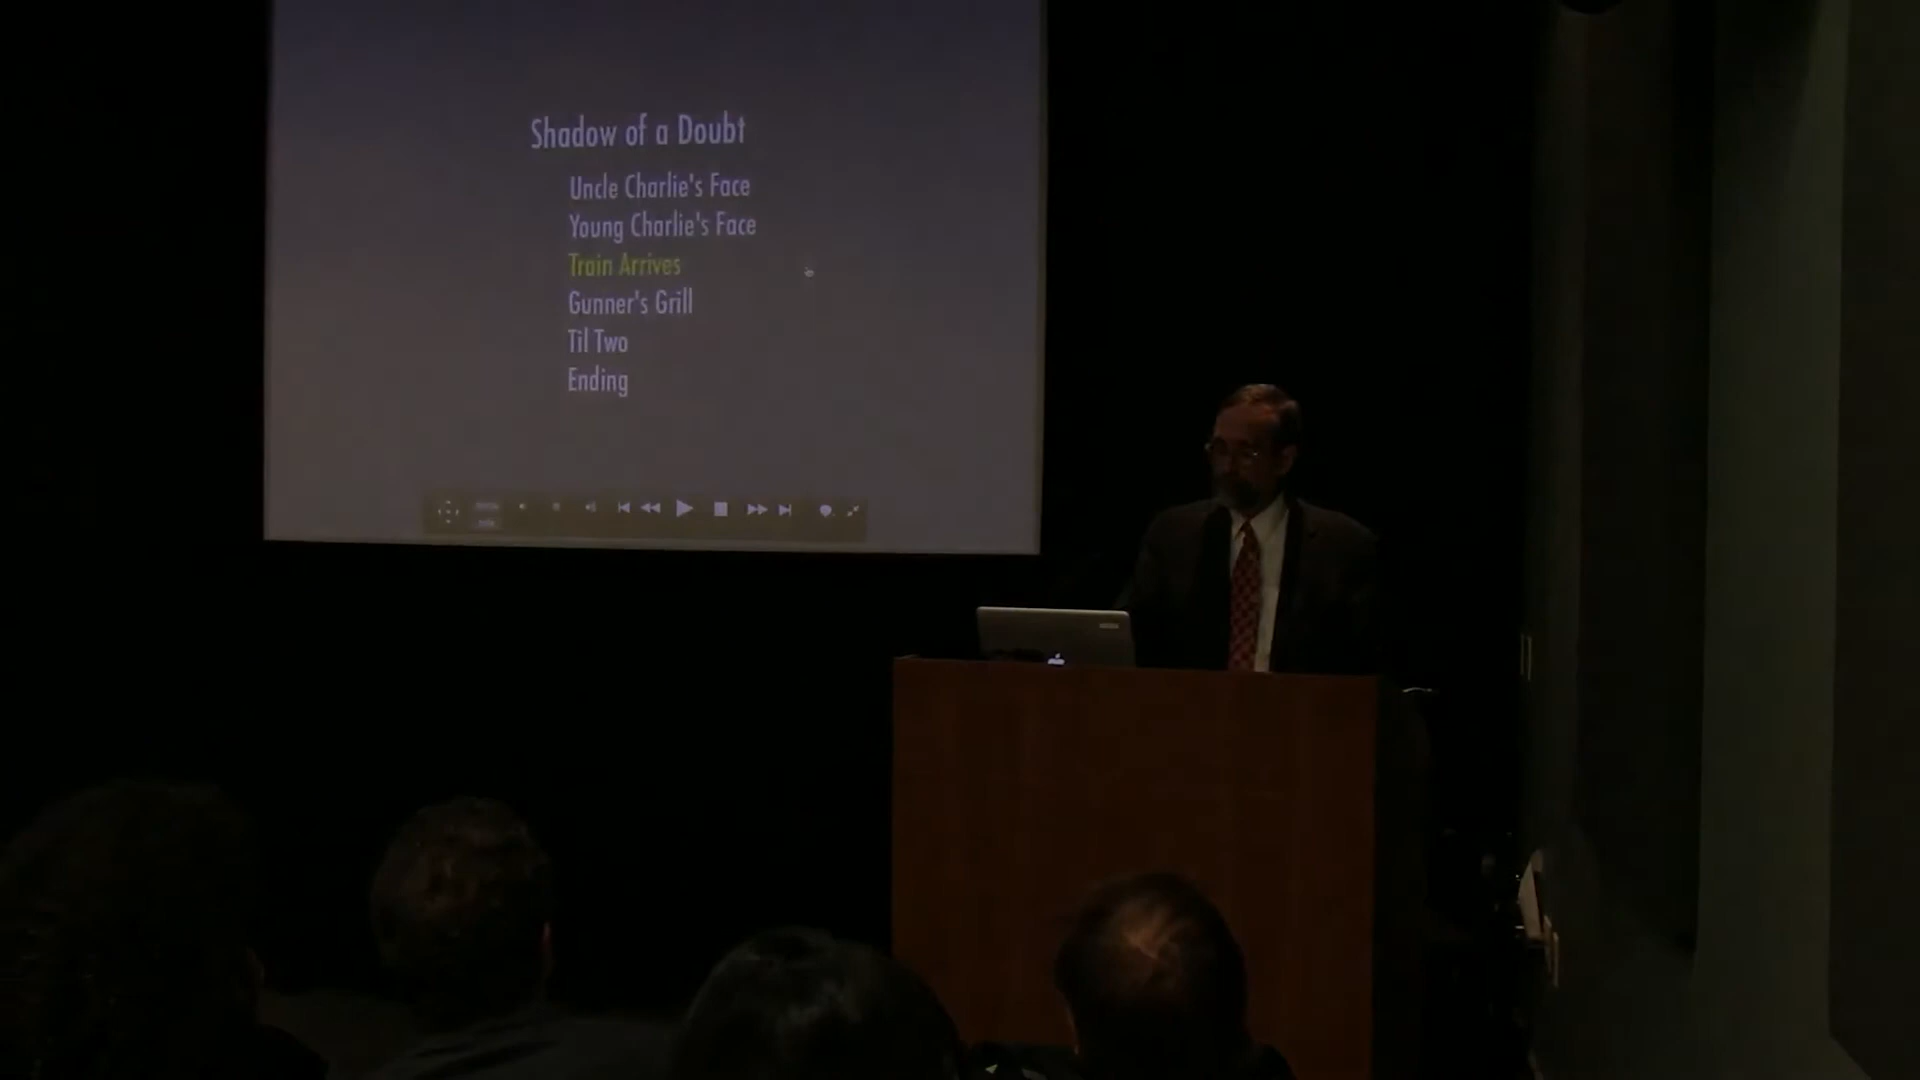 Shadow of a Doubt
Uncle Charlie's Face
Young Charlie's Face
Train Arrives
Gunner's Grill
Til Two
Ending